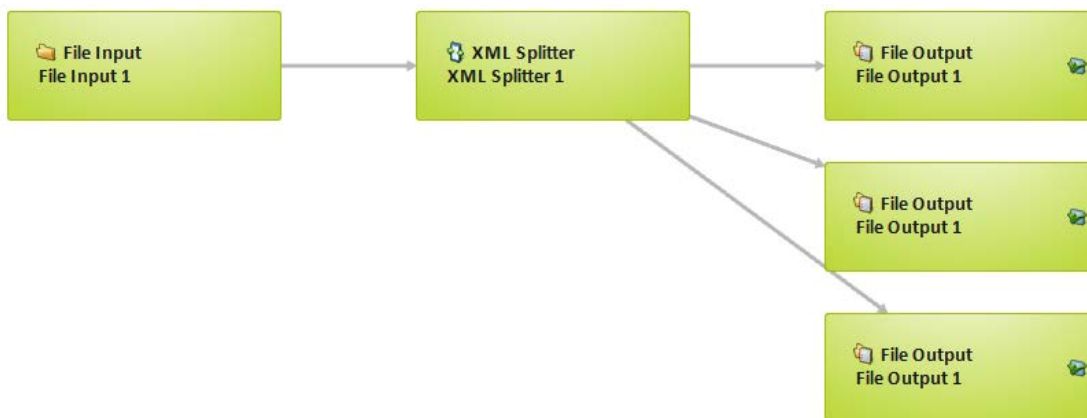 File Input
File Input 1
XML Splitter
XML Splitter 1
File Output
File Output 1
File Output
File Output 1
File Output
File Output 1